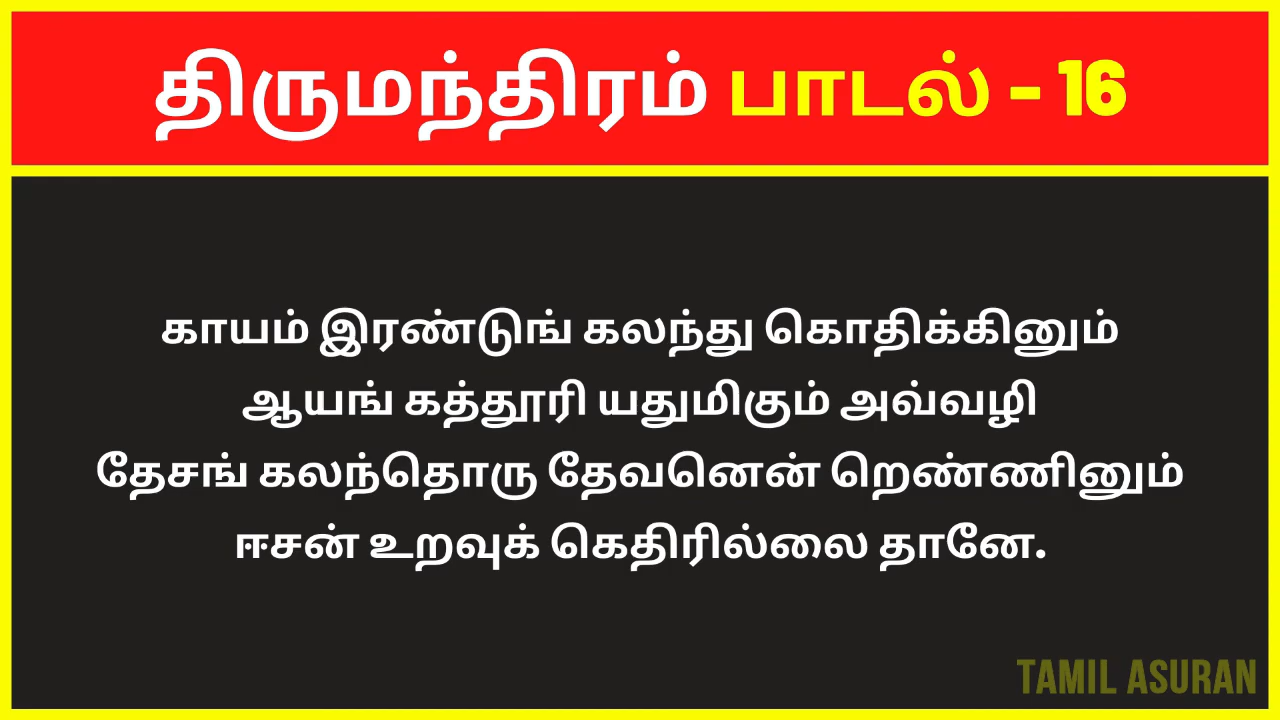 திருமந்திரம் பாடல் - 16
காயம் இரண்டுங் கலந்து கொதிக்கினும்
ஆயங் கத்தூரி யதுமிகும் அவ்வழி
தேசங் கலந்தொரு தேவனென் றெண்ணினும்
ஈசன் உறவுக் கெதிரில்லை தானே.
TAMIL ASURAN